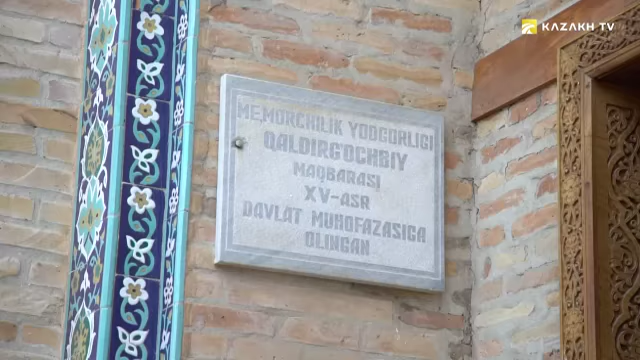 KAZAKH TV
MEMORCHILIK YODGORLIGI
QALDIRG'OCHBIY
MAQBARASI
XV-ASR
DAVLAT MUHOFAZASIGA
OLINGAN